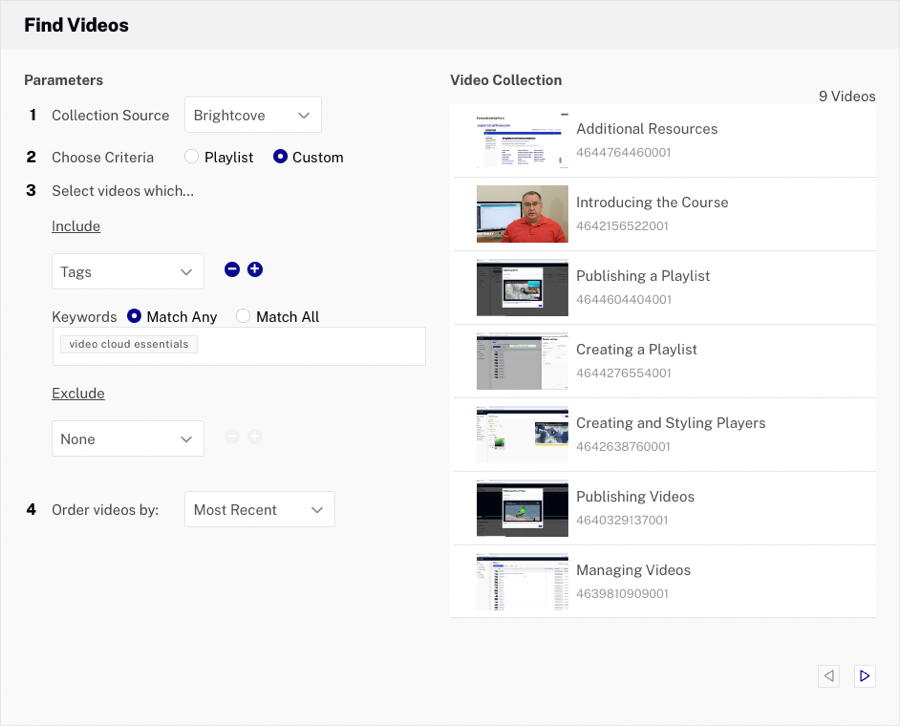 Find Videos
Parameters
1 Collection Source Brightcove
2 Choose Criteria Playlist Custom
3 Select videos which...
Include
Tags
Keywords Match Any Match All
video cloud essentials
Exclude
None
4 Order videos by: Most Recent
Video Collection
9 Videos
Additional Resources
4644764460001
Introducing the Course
4642156522001
Publishing a Playlist
4644604404001
Creating a Playlist
4644276554001
Creating and Styling Players
4642638760001
Publishing Videos
4640329137001
Managing Videos
4639810909001